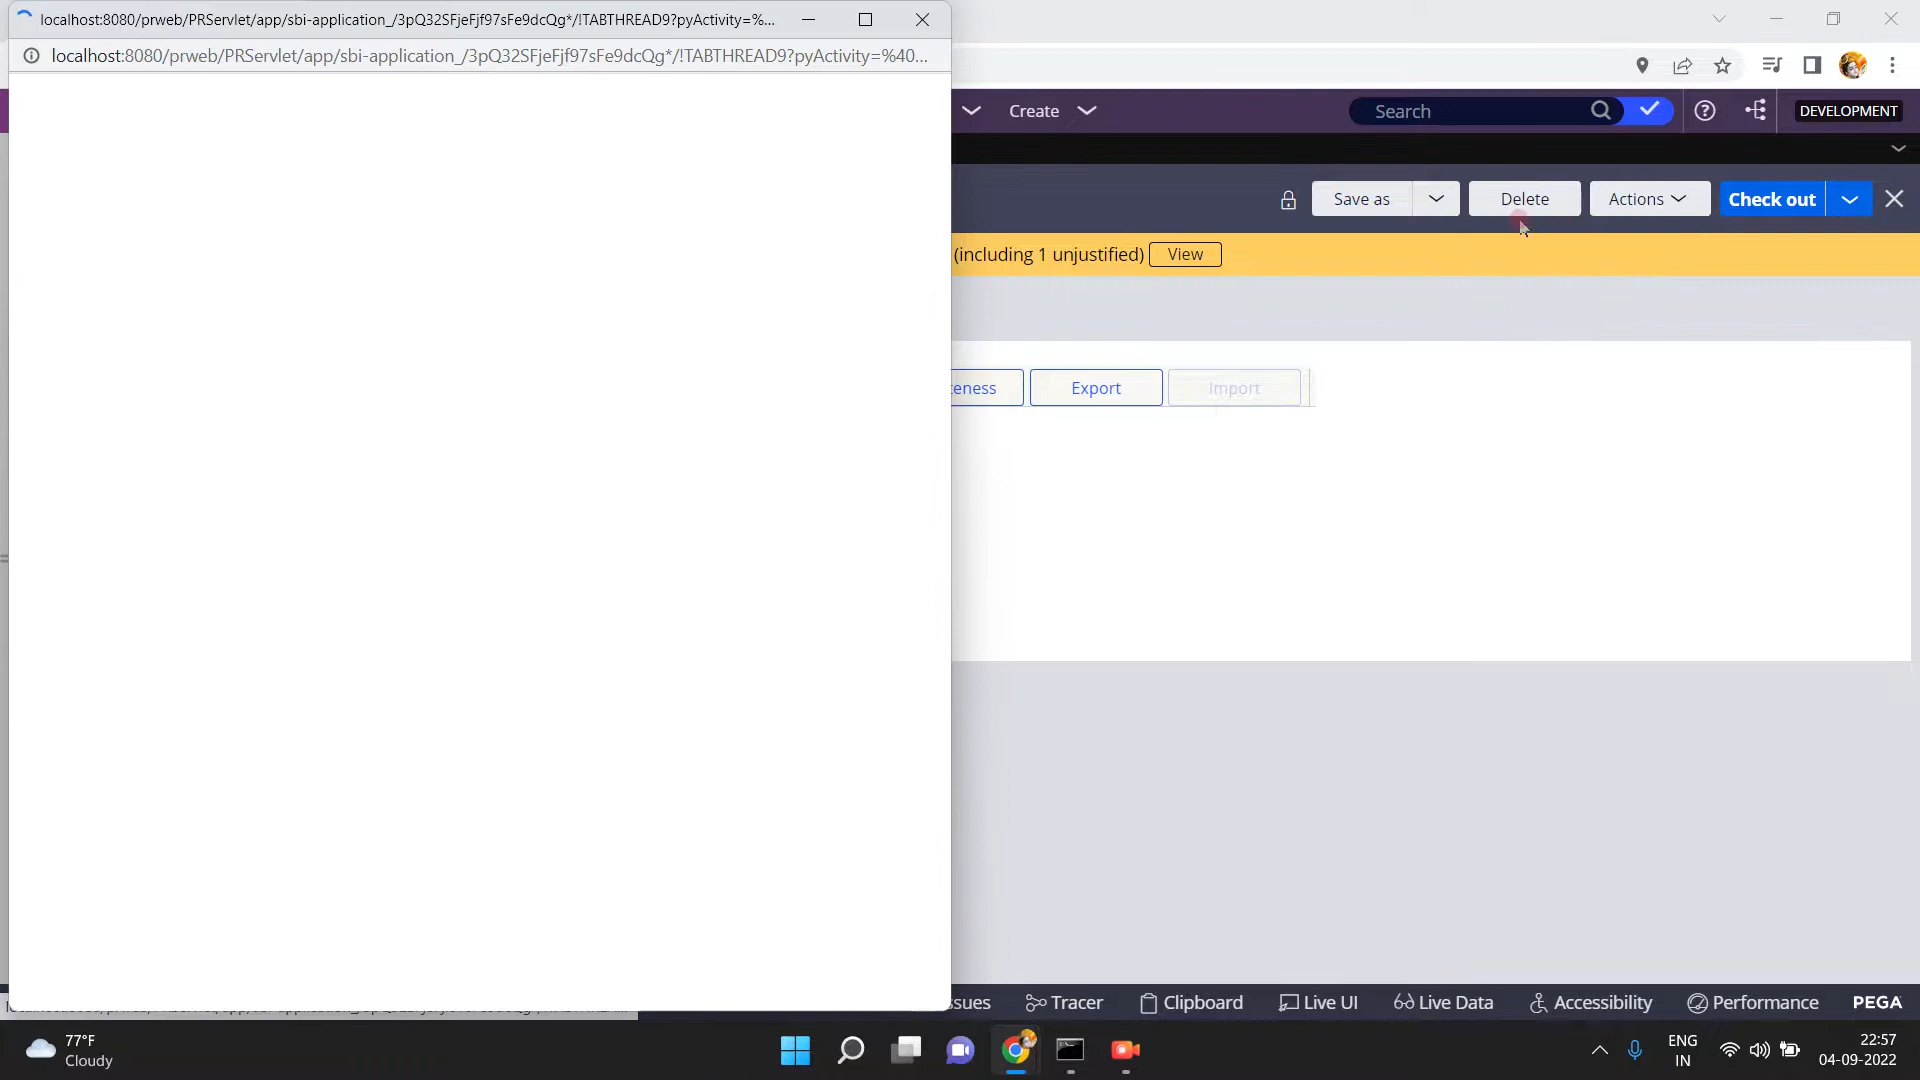 localhost:8080/prweb/PRServlet/app/sbi-application_/3pQ32SFjeFjf97sFe9dcQg*/!TABTHREAD9?pyActivity=%...
localhost:8080/prweb/PRServlet/app/sbi-application_/3pQ32SFjeFjf97sFe9dcQg*/!TABTHREAD9?pyActivity=%40...
Create
Search
DEVELOPMENT
Save as
Delete
Actions
Check out
(including 1 unjustified)
View
eness
Export
Import
ssues
Tracer
Clipboard
Live UI
Live Data
Accessibility
Performance
PEGA
77°F
Cloudy
ENG
IN
22:57
04-09-2022